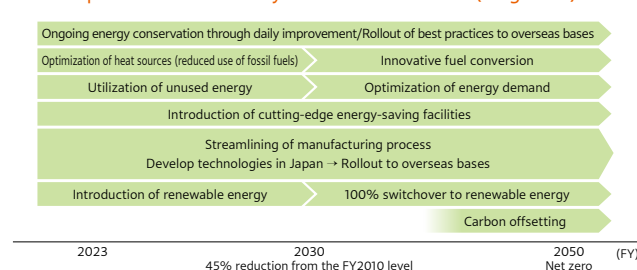 Ongoing energy conservation through daily improvement/Rollout of best practices to overseas bases
Optimization of heat sources (reduced use of fossil fuels)
Innovative fuel conversion
Utilization of unused energy
Optimization of energy demand
Introduction of cutting-edge energy-saving facilities
Streamlining of manufacturing process
Develop technologies in Japan → Rollout to overseas bases
Introduction of renewable energy
100% switchover to renewable energy
Carbon offsetting
2023
2030
2050
(FY)
45% reduction from the FY2010 level
Net zero